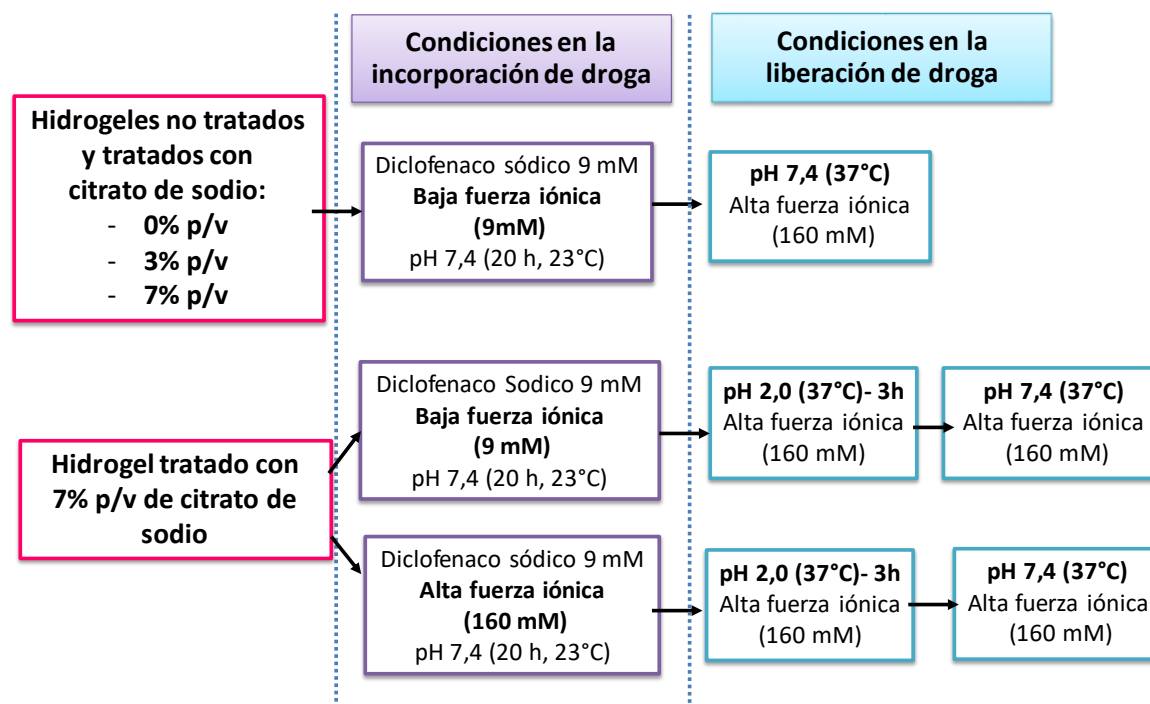 Condiciones en la
incorporación de droga
Condiciones en la
liberación de droga
Hidrogeles no tratados
y tratados con
citrato de sodio:
- 0% p/v
- 3% p/v
- 7% p/v
Diclofenaco sódico 9 mM
Baja fuerza iónica
(9mM)
pH 7,4 (20 h, 23°C)
pH 7,4 (37°C)
Alta fuerza iónica
(160 mM)
Hidrogel tratado con
7% p/v de citrato de
sodio
Diclofenaco Sodico 9 mM
Baja fuerza iónica
(9 mM)
pH 7,4 (20 h, 23°C)
pH 2,0 (37°C)- 3h
Alta fuerza iónica
(160 mM)
pH 7,4 (37°C)
Alta fuerza iónica
(160 mM)
Diclofenaco sódico 9 mM
Alta fuerza iónica
(160 mM)
pH 7,4 (20 h, 23°C)
pH 2,0 (37°C)- 3h
Alta fuerza iónica
(160 mM)
pH 7,4 (37°C)
Alta fuerza iónica
(160 mM)